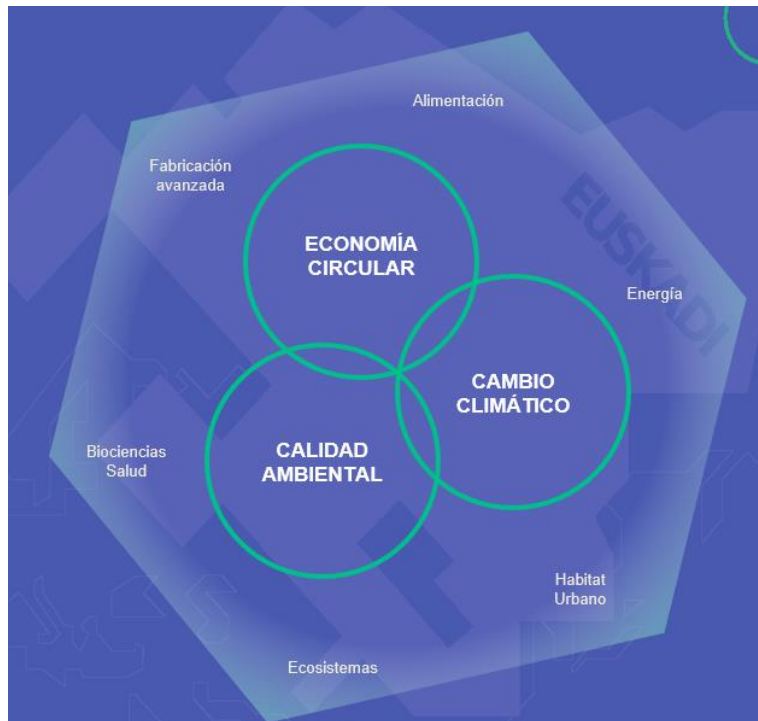 Alimentación
Fabricación
avanzada
ECONOMÍA
CIRCULAR
EUSKADI
Energía
CAMBIO
CLIMÁTICO
Biociencias
Salud
CALIDAD
AMBIENTAL
Habitat
Urbano
Ecosistemas